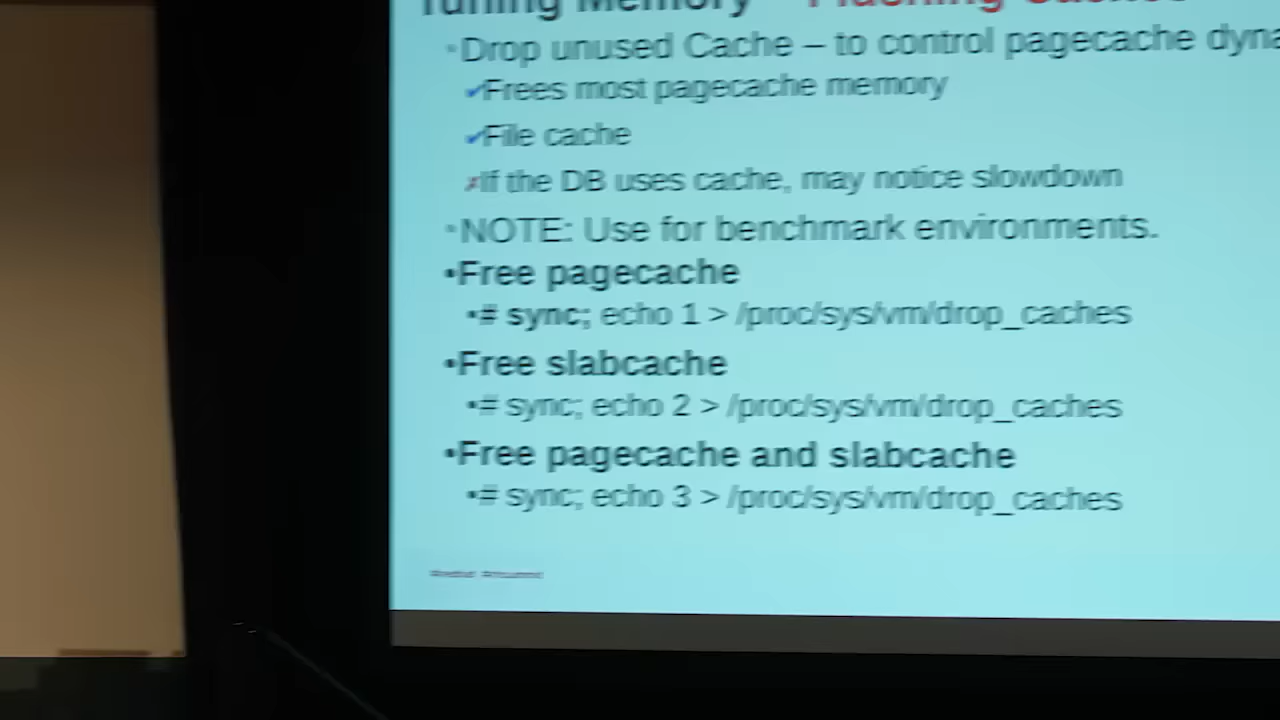 Tuning Memory – Flushing Caches
•Drop unused Cache – to control pagecache dyna
✓Frees most pagecache memory
✓File cache
✗If the DB uses cache, may notice slowdown
•NOTE: Use for benchmark environments.
•Free pagecache
•# sync; echo 1 > /proc/sys/vm/drop_caches
•Free slabcache
•# sync; echo 2 > /proc/sys/vm/drop_caches
•Free pagecache and slabcache
•# sync; echo 3 > /proc/sys/vm/drop_caches